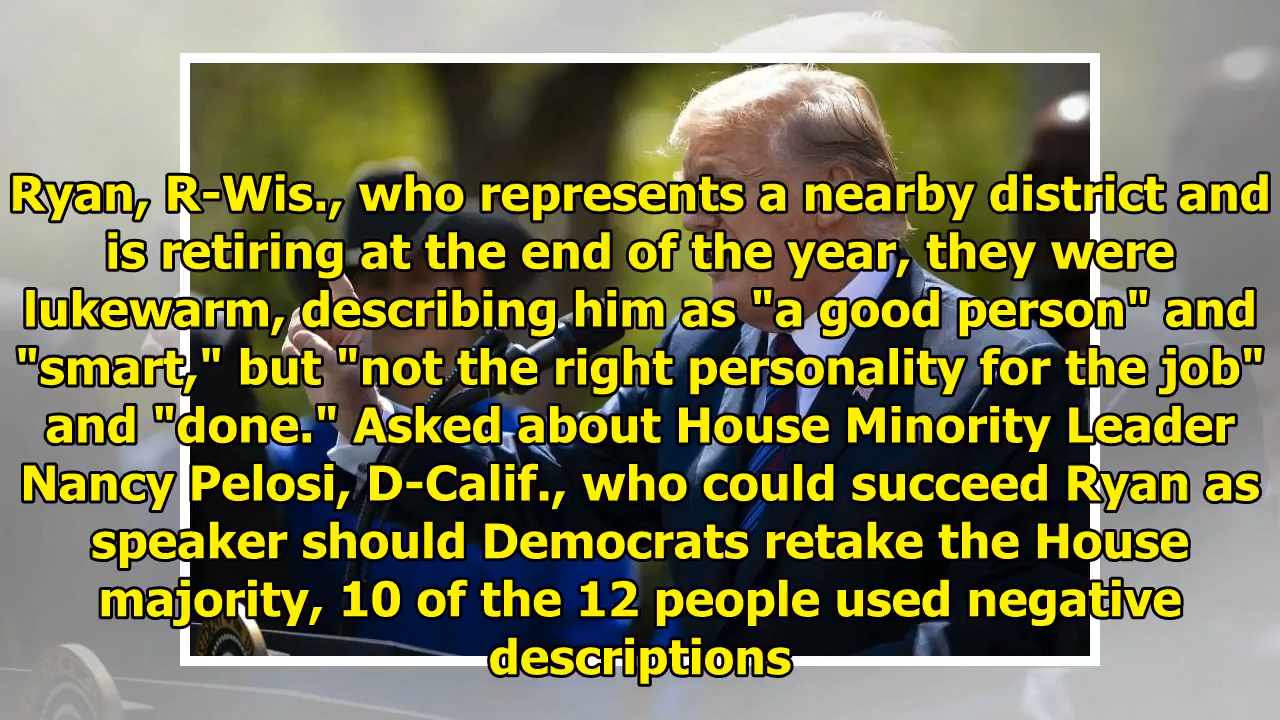 Ryan, R-Wis., who represents a nearby district and
is retiring at the end of the year, they were
lukewarm, describing him as "a good person" and
"smart," but "not the right personality for the job"
and "done." Asked about House Minority Leader
Nancy Pelosi, D-Calif., who could succeed Ryan as
speaker should Democrats retake the House
majority, 10 of the 12 people used negative
descriptions